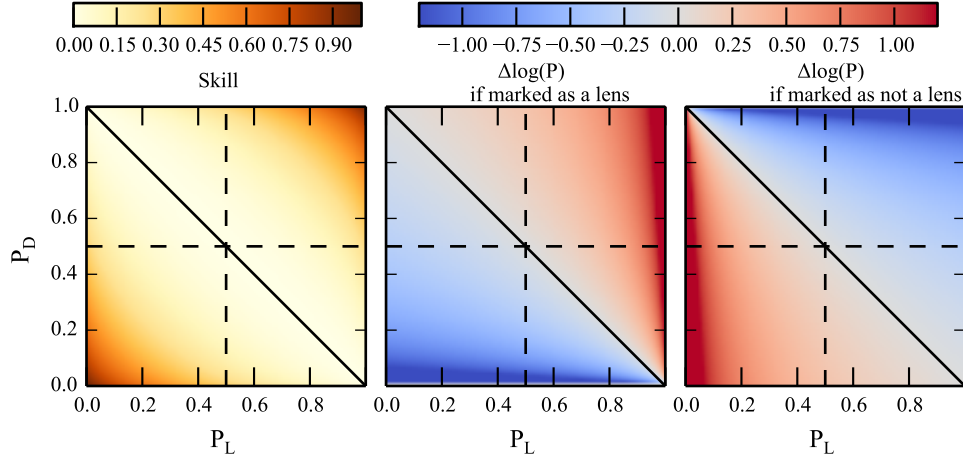 0.00 0.15 0.30 0.45 0.60 0.75 0.90
−1.00 −0.75 −0.50 −0.25 0.00 0.25 0.50 0.75 1.00
Skill
Δlog(P)
if marked as a lens
Δlog(P)
if marked as not a lens
1.0
0.8
0.6
0.4
0.2
0.0
P_D
0.0 0.2 0.4 0.6 0.8
0.0 0.2 0.4 0.6 0.8
0.0 0.2 0.4 0.6 0.8
P_L
P_L
P_L